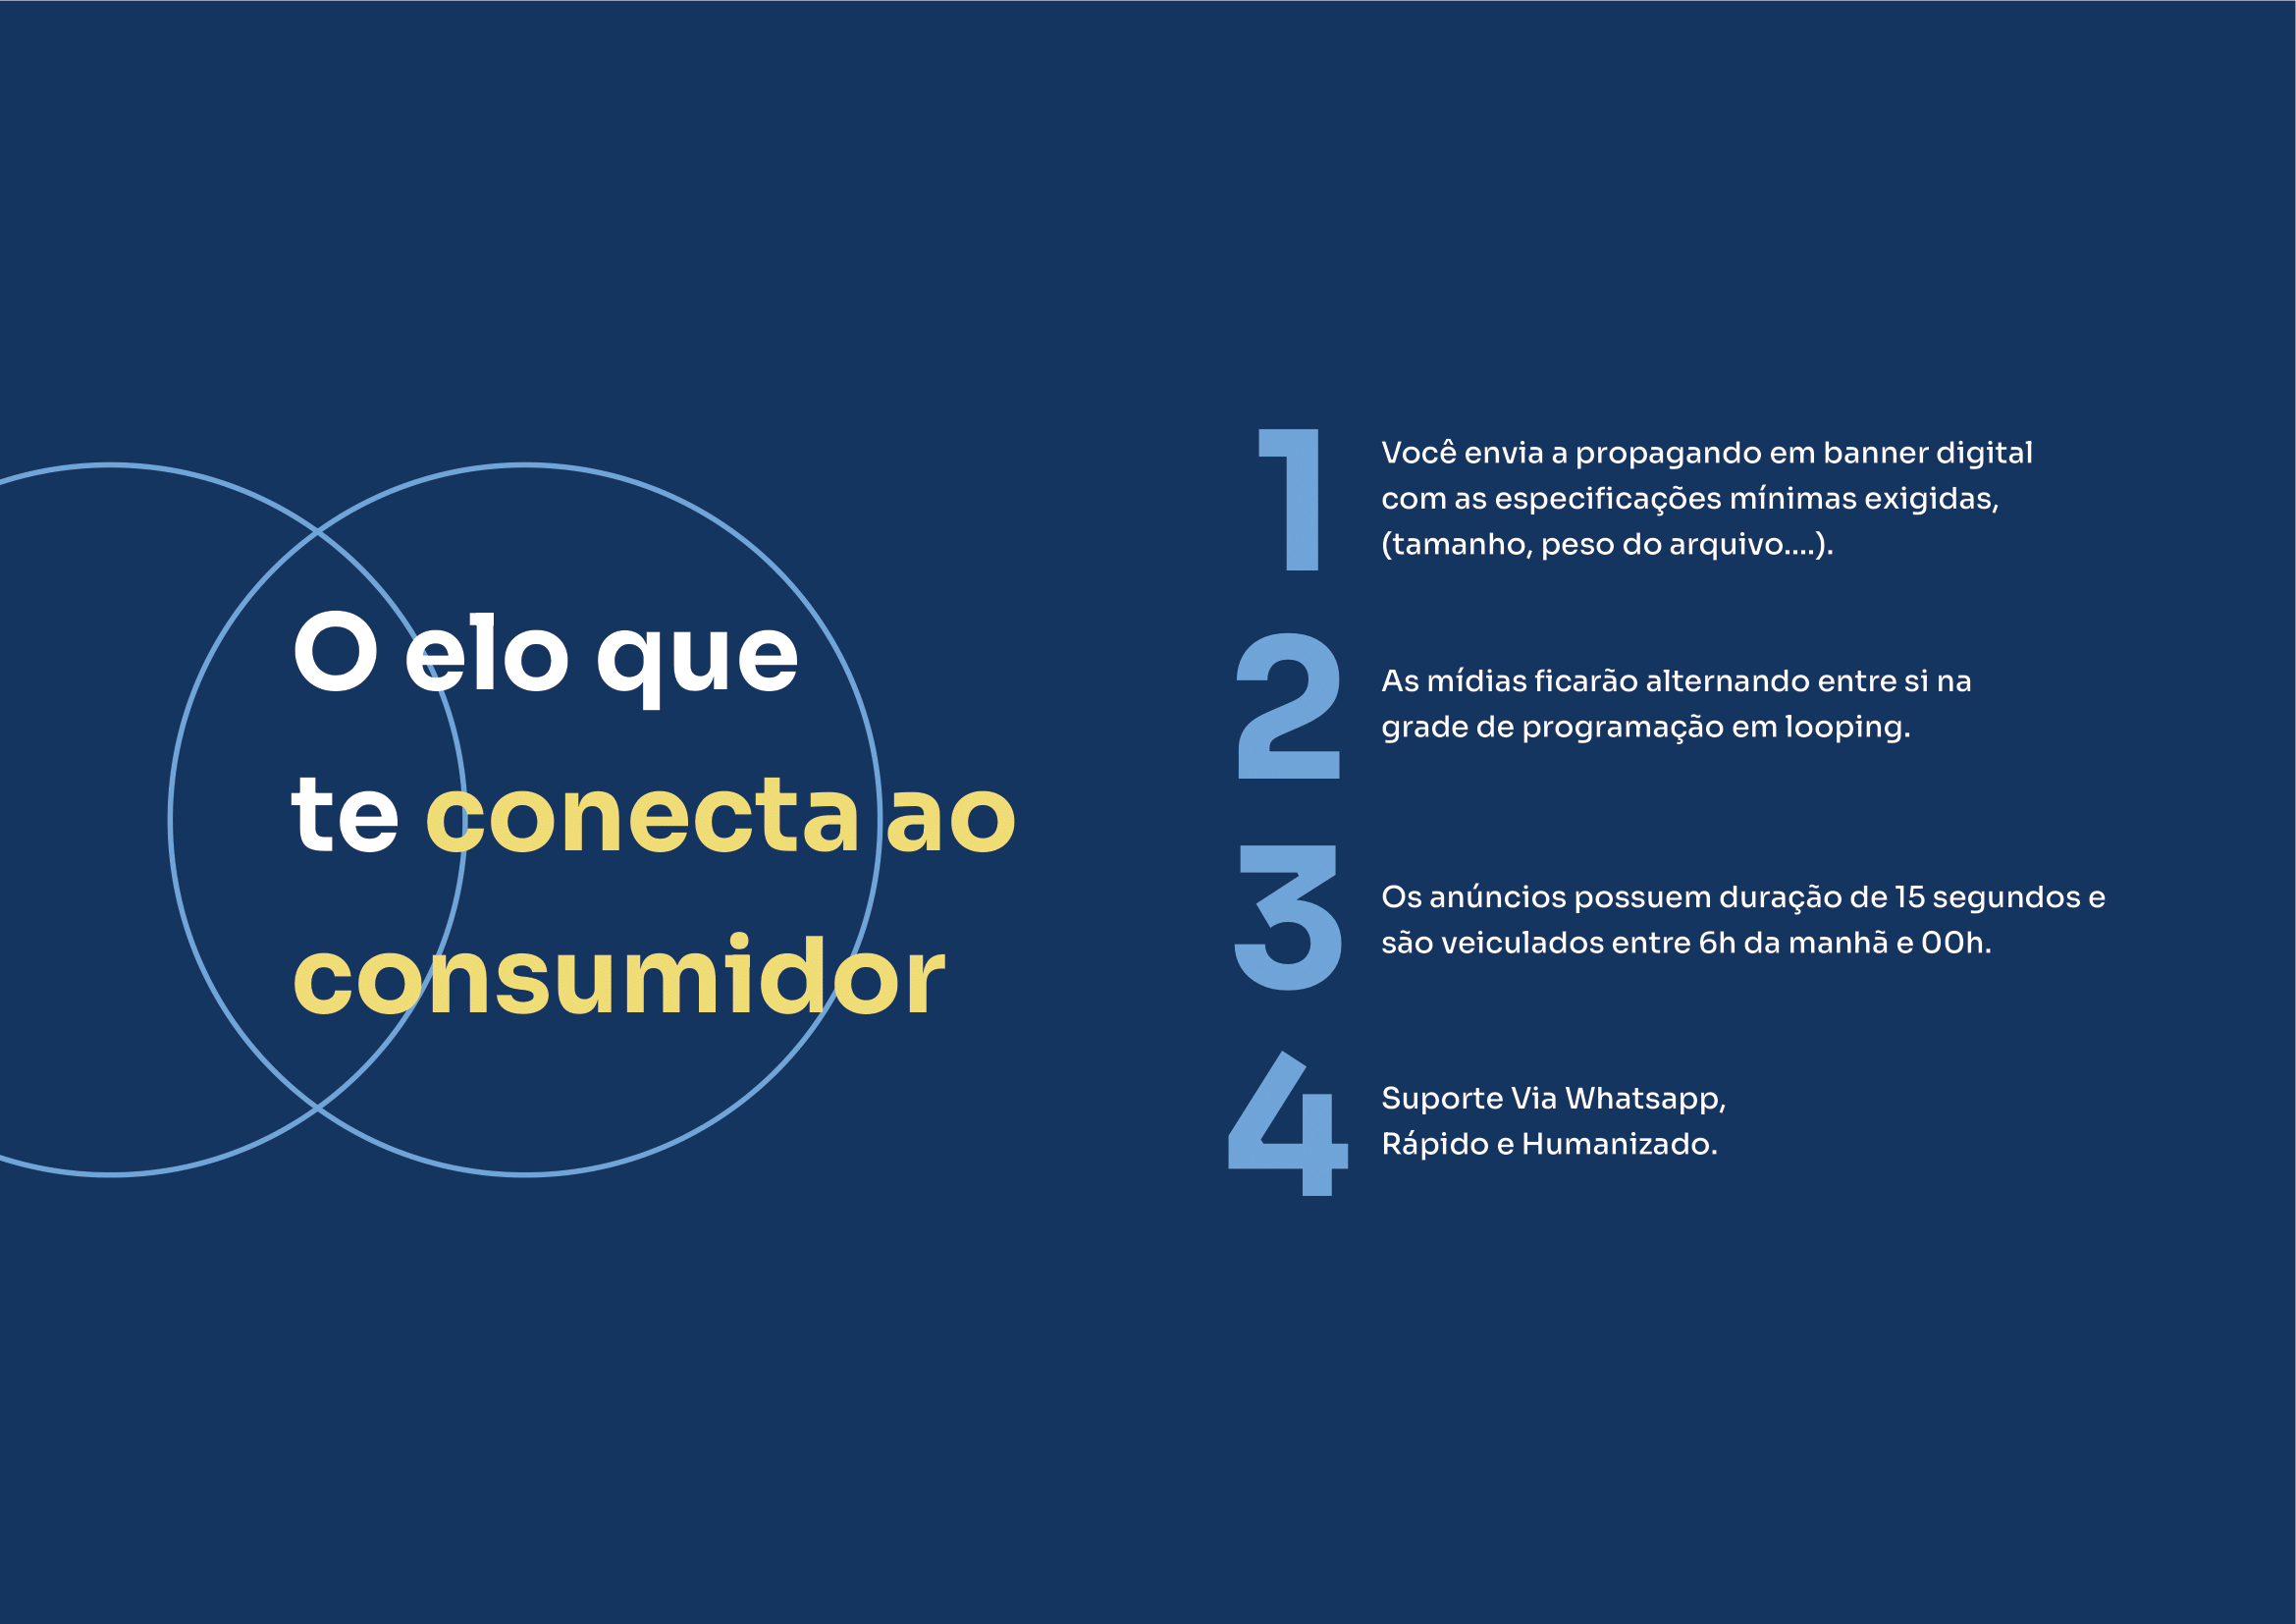 O elo que
te conecta ao
consumidor
1
Você envia a propagando em banner digital
com as especificações mínimas exigidas,
(tamanho, peso do arquivo....).
2
As mídias ficarão alternando entre si na
grade de programação em looping.
3
Os anúncios possuem duração de 15 segundos e
são veiculados entre 6h da manhã e 00h.
4
Suporte Via Whatsapp,
Rápido e Humanizado.